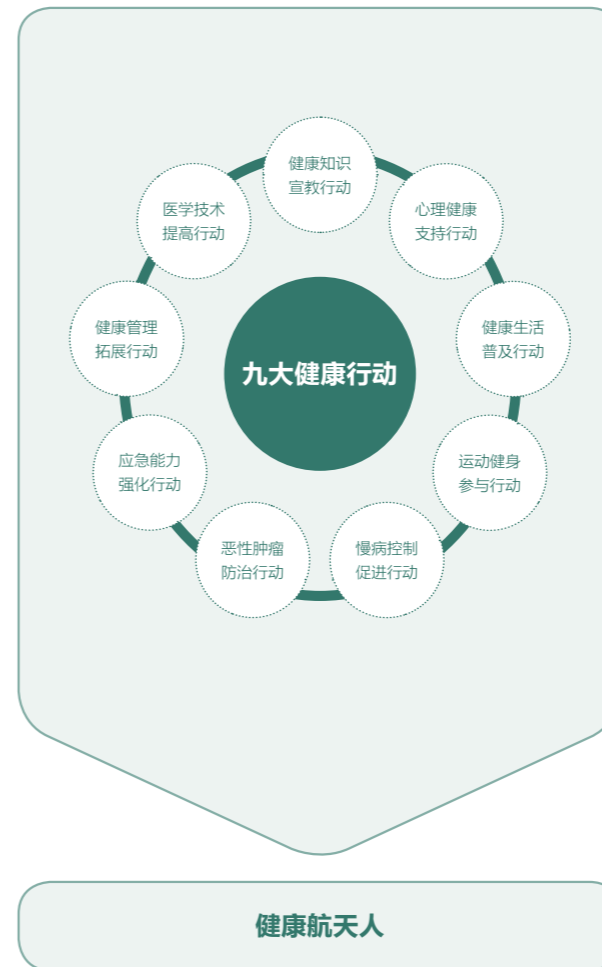 健康知识
宣教行动
心理健康
支持行动
健康生活
普及行动
运动健身
参与行动
慢病控制
促进行动
恶性肿瘤
防治行动
应急能力
强化行动
健康管理
拓展行动
医学技术
提高行动
九大健康行动
健康航天人